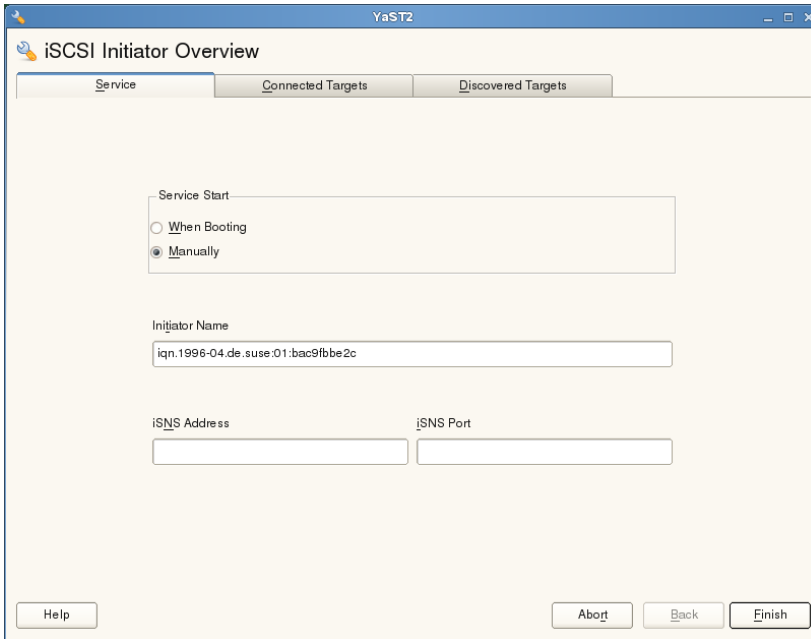 YaST2
iSCSI Initiator Overview
Service
Connected Targets
Discovered Targets
Service Start
When Booting
Manually
Initiator Name
iqn.1996-04.de.suse:01:bac9fbbe2c
iSNS Address
iSNS Port
Help
Abort
Back
Finish